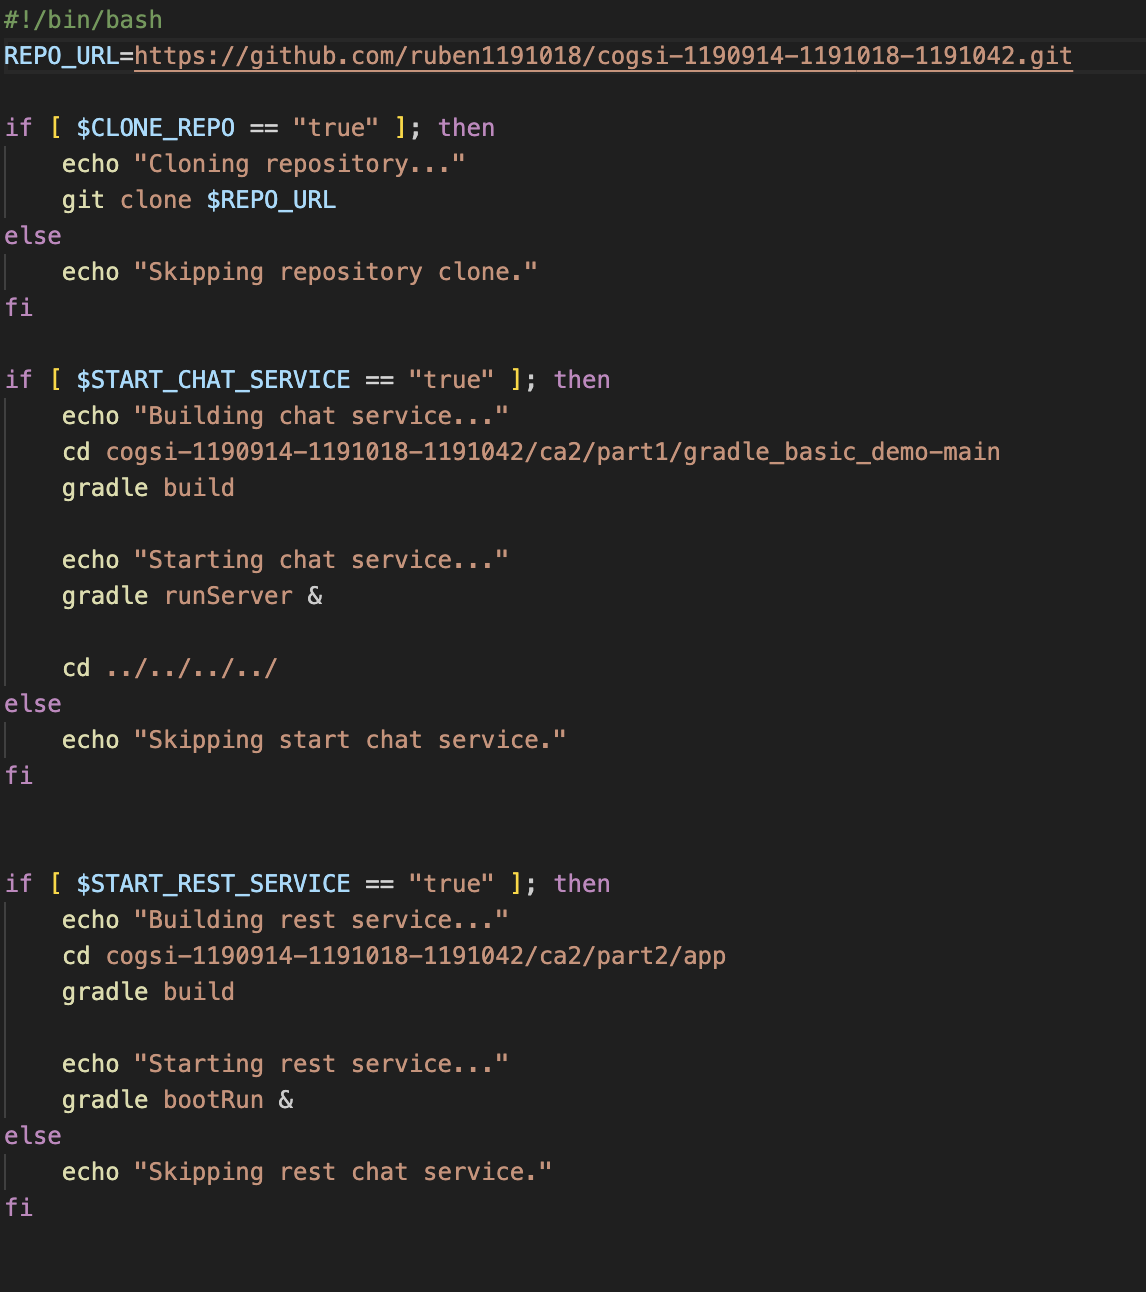 #!/bin/bash
REPO_URL=https://github.com/ruben1191018/cogsi-1190914-1191018-1191042.git
if [ $CLONE_REPO == "true" ]; then
echo "Cloning repository..."
git clone $REPO_URL
else
echo "Skipping repository clone."
fi
if [ $START_CHAT_SERVICE == "true" ]; then
echo "Building chat service..."
cd cogsi-1190914-1191018-1191042/ca2/part1/gradle_basic_demo-main
gradle build
echo "Starting chat service..."
gradle runServer &
cd ../../../../
else
echo "Skipping start chat service."
fi
if [ $START_REST_SERVICE == "true" ]; then
echo "Building rest service..."
cd cogsi-1190914-1191018-1191042/ca2/part2/app
gradle build
echo "Starting rest service..."
gradle bootRun &
else
echo "Skipping rest chat service."
fi